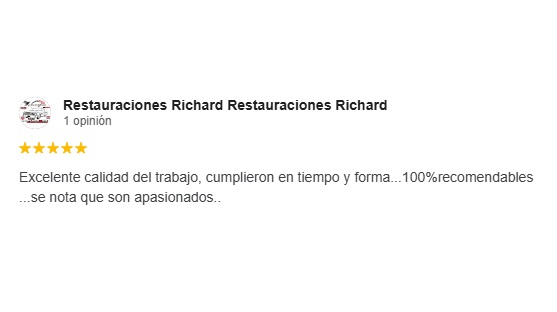 Restauraciones Richard Restauraciones Richard
1 opinión
Excelente calidad del trabajo, cumplieron en tiempo y forma...100%recomendables
...se nota que son apasionados..